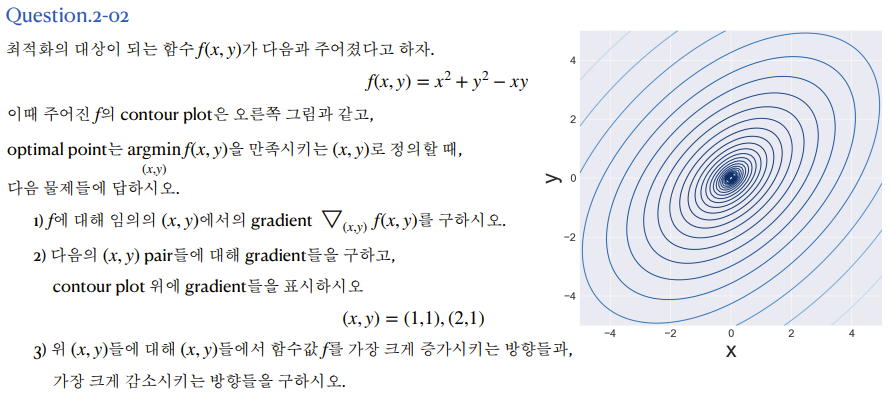 Question.2-02
최적화의 대상이 되는 함수 f(x, y)가 다음과 주어졌다고 하자.
f(x, y) = x² + y² − xy
이때 주어진 f의 contour plot은 오른쪽 그림과 같고,
optimal point는 argmin f(x, y)을 만족시키는 (x, y)로 정의할 때,
(x,y)
다음 물제들에 답하시오.
1) f에 대해 임의의 (x, y)에서의 gradient ▽(x,y) f(x, y)를 구하시오.
2) 다음의 (x, y) pair들에 대해 gradient들을 구하고,
contour plot 위에 gradient들을 표시하시오
(x, y) = (1,1), (2,1)
3) 위 (x, y)들에 대해 (x, y)들에서 함수값 f를 가장 크게 증가시키는 방향들과,
가장 크게 감소시키는 방향들을 구하시오.
4
2
0
−2
−4
y
−4 −2 0 2 4
x